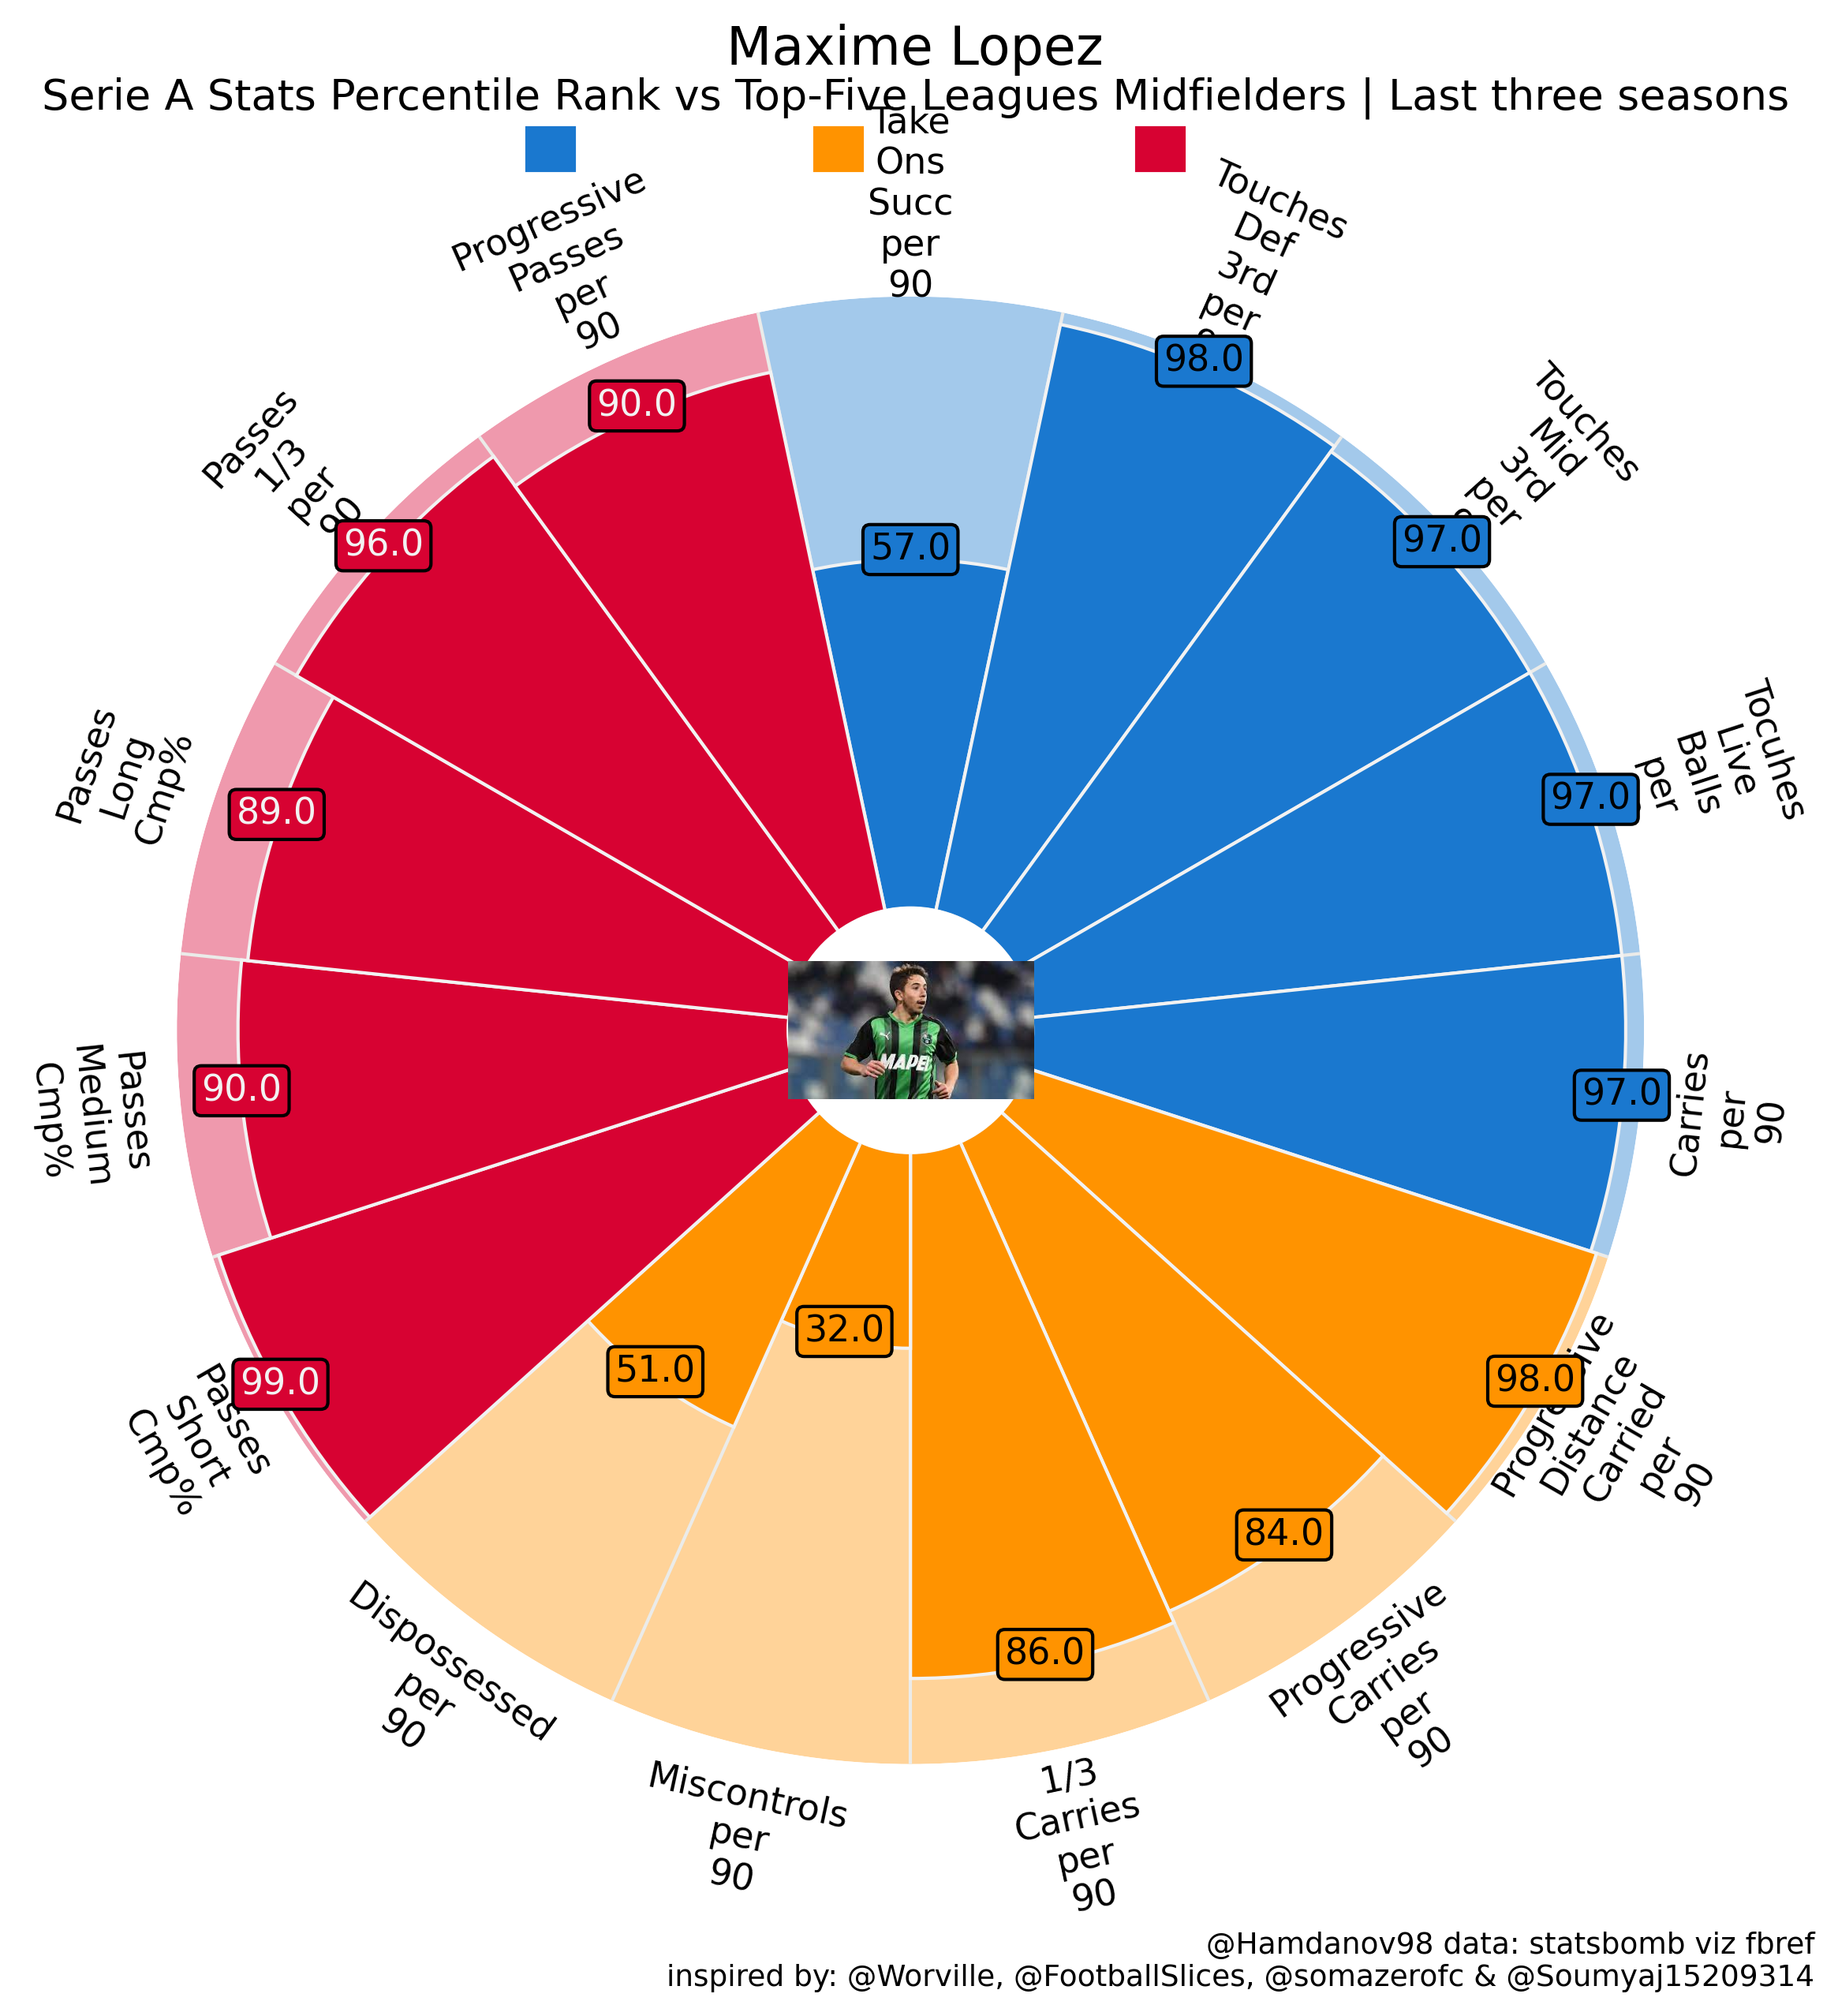 Maxime Lopez
Serie A Stats Percentile Rank vs Top-Five Leagues Midfielders | Last three seasons
Take
Ons
Succ
per
90
57.0
Touches
Def
3rd
per
98.0
Touches
Mid
3rd
per
97.0
Tocuhes
Live
Balls
per
97.0
Carries
per
90
97.0
Progressive
Distance
Carried
per
90
98.0
Progressive
Carries
per
90
84.0
1/3
Carries
per
90
86.0
Miscontrols
per
90
32.0
Dispossessed
per
90
51.0
Passes
Short
Cmp%
99.0
Passes
Medium
Cmp%
90.0
Passes
Long
Cmp%
89.0
Passes
1/3
per
90
96.0
Progressive
Passes
per
90
90.0
MAPEI
@Hamdanov98 data: statsbomb viz fbref
inspired by: @Worville, @FootballSlices, @somazerofc & @Soumyaj15209314